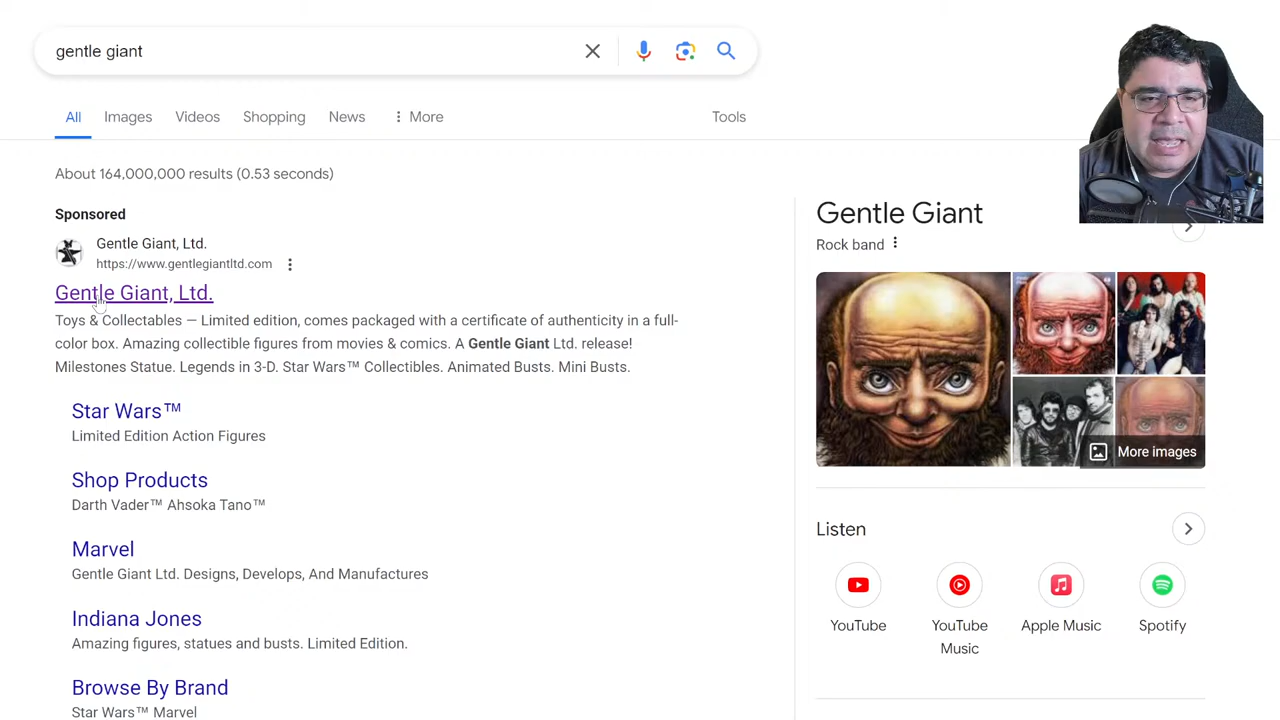 gentle giant
All
Images
Videos
Shopping
News
More
Tools
About 164,000,000 results (0.53 seconds)
Sponsored
Gentle Giant, Ltd.
https://www.gentlegiantltd.com
Gentle Giant, Ltd.
Toys & Collectables — Limited edition, comes packaged with a certificate of authenticity in a full-
color box. Amazing collectible figures from movies & comics. A Gentle Giant Ltd. release!
Milestones Statue. Legends in 3-D. Star Wars™ Collectibles. Animated Busts. Mini Busts.
Star Wars™
Limited Edition Action Figures
Shop Products
Darth Vader™ Ahsoka Tano™
Marvel
Gentle Giant Ltd. Designs, Develops, And Manufactures
Indiana Jones
Amazing figures, statues and busts. Limited Edition.
Browse By Brand
Star Wars™ Marvel
Gentle Giant
Rock band
More images
Listen
YouTube
YouTube
Music
Apple Music
Spotify